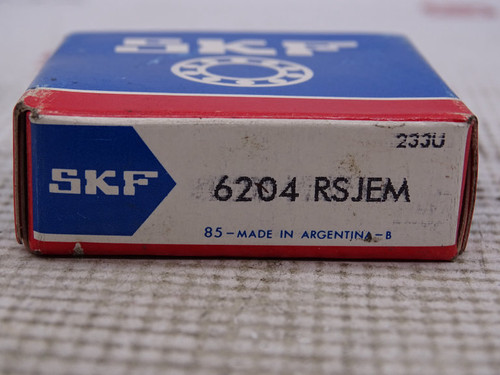 SKF
233U
SKF
6204 RSJEM
85-MADE IN ARGENTINA-B